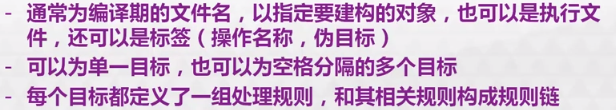 - 通常为编译期的文件名，以指定要建构的对象，也可以是执行文
件，还可以是标签（操作名称，伪目标）
- 可以为单一目标，也可以为空格分隔的多个目标
- 每个目标都定义了一组处理规则，和其相关规则构成规则链